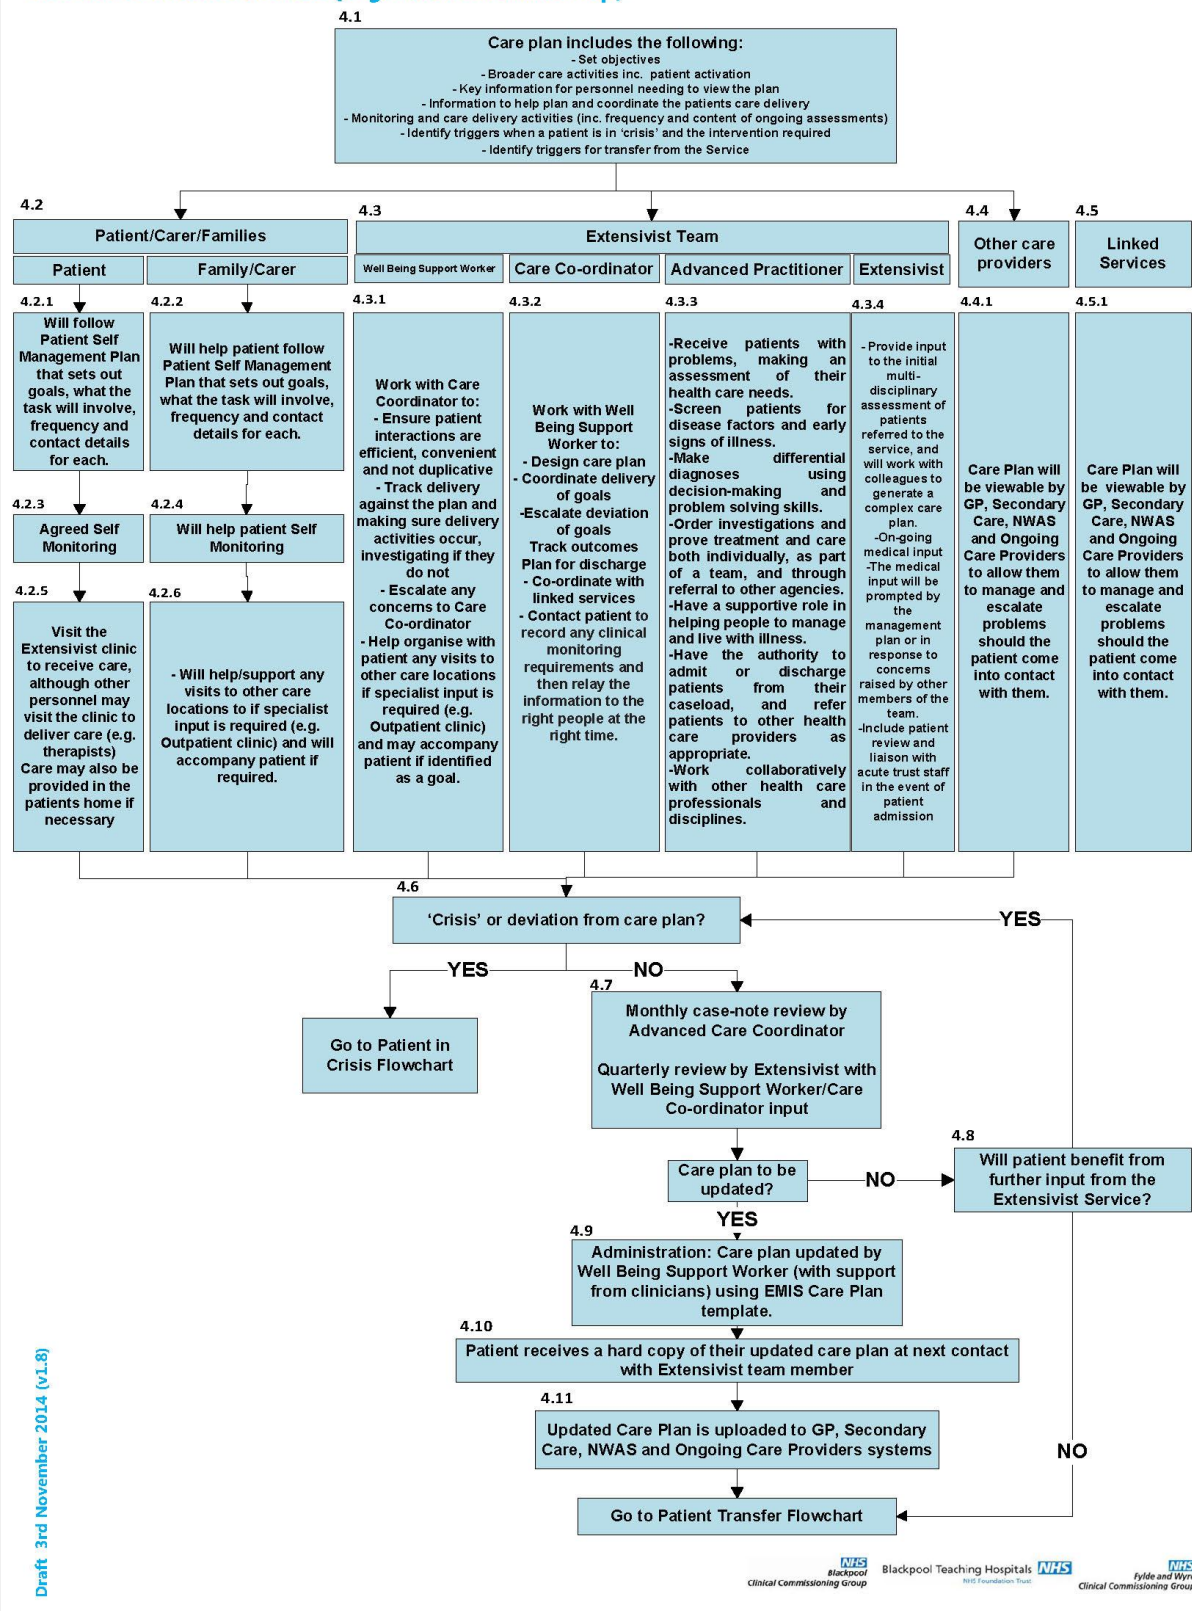 4.1
Care plan includes the following:
- Set objectives
- Broader care activities inc. patient activation
- Key information for personnel needing to view the plan
- Information to help plan and coordinate the patients care delivery
- Monitoring and care delivery activities (inc. frequency and content of ongoing assessments)
- Identify triggers when a patient is in ‘crisis’ and the intervention required
- Identify triggers for transfer from the Service
4.2
Patient/Carer/Families
Patient
Family/Carer
4.3
Extensivist Team
Well Being Support Worker
Care Co-ordinator
Advanced Practitioner
Extensivist
4.4
Other care
providers
4.5
Linked
Services
4.2.1
Will follow
Patient Self
Management Plan
that sets out
goals, what the
task will involve,
frequency and
contact details
for each.
4.2.2
Will help patient follow
Patient Self Management
Plan that sets out goals,
what the task will involve,
frequency and contact
details for each.
4.2.3
Agreed Self
Monitoring
4.2.4
Will help patient Self
Monitoring
4.2.5
Visit the
Extensivist clinic
to receive care,
although other
personnel may
visit the clinic to
deliver care (e.g.
therapists)
Care may also be
provided in the
patients home if
necessary
4.2.6
- Will help/support any
visits to other care
locations to if specialist
input is required (e.g.
Outpatient clinic) and will
accompany patient if
required.
4.3.1
Work with Care
Coordinator to:
- Ensure patient
interactions are
efficient, convenient
and not duplicative
- Track delivery
against the plan and
making sure delivery
activities occur,
investigating if they
do not
- Escalate any
concerns to Care
Co-ordinator
- Help organise with
patient any visits to
other care locations
if specialist input is
required (e.g.
Outpatient clinic)
and may accompany
patient if identified
as a goal.
4.3.2
Work with Well
Being Support
Worker to:
- Design care plan
- Coordinate delivery
of goals
-Escalate deviation
of goals
Track outcomes
Plan for discharge
- Co-ordinate with
linked services
- Contact patient to
record any clinical
monitoring
requirements and
then relay the
information to the
right people at the
right time.
4.3.3
-Receive patients with
problems, making an
assessment of their
health care needs.
-Screen patients for
disease factors and early
signs of illness.
-Make differential
diagnoses using
decision-making and
problem solving skills.
-Order investigations and
prove treatment and care
both individually, as part
of a team, and through
referral to other agencies.
-Have a supportive role in
helping people to manage
and live with illness.
-Have the authority to
admit or discharge
patients from their
caseload, and refer
patients to other health
care providers as
appropriate.
-Work collaboratively
with other health care
professionals and
disciplines.
4.3.4
- Provide input
to the initial
multi-
disciplinary
assessment of
patients
referred to the
service, and
will work with
colleagues to
generate a
complex care
plan.
-On-going
medical input
-The medical
input will be
prompted by
the
management
plan or in
response to
concerns
raised by other
members of the
team.
-Include patient
review and
liaison with
acute trust staff
in the event of
patient
admission
4.4.1
Care Plan will
be viewable by
GP, Secondary
Care, NWAS
and Ongoing
Care Providers
to allow them
to manage and
escalate
problems
should the
patient come
into contact
with them.
4.5.1
Care Plan will
be viewable by
GP, Secondary
Care, NWAS
and Ongoing
Care Providers
to allow them
to manage and
escalate
problems
should the
patient come
into contact
with them.
4.6
‘Crisis’ or deviation from care plan?
YES
YES
NO
Go to Patient in
Crisis Flowchart
4.7
Monthly case-note review by
Advanced Care Coordinator
Quarterly review by Extensivist with
Well Being Support Worker/Care
Co-ordinator input
Care plan to be
updated?
NO
4.8
Will patient benefit from
further input from the
Extensivist Service?
YES
4.9
Administration: Care plan updated by
Well Being Support Worker (with support
from clinicians) using EMIS Care Plan
template.
4.10
Patient receives a hard copy of their updated care plan at next contact
with Extensivist team member
4.11
Updated Care Plan is uploaded to GP, Secondary
Care, NWAS and Ongoing Care Providers systems
NO
Go to Patient Transfer Flowchart
Draft 3rd November 2014 (v1.8)
NHS
Blackpool
Clinical Commissioning Group
Blackpool Teaching Hospitals NHS
NHS Foundation Trust
NHS
Fylde and Wyre
Clinical Commissioning Group